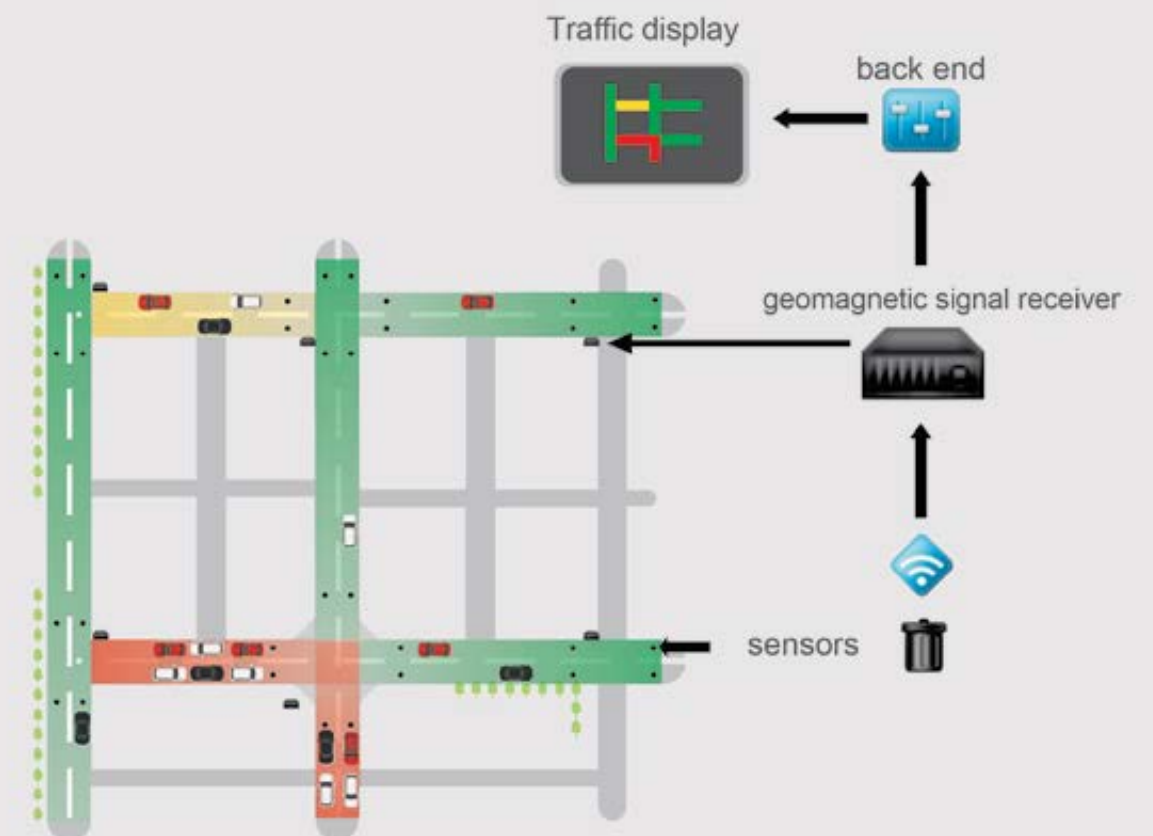 Traffic display
back end
geomagnetic signal receiver
sensors